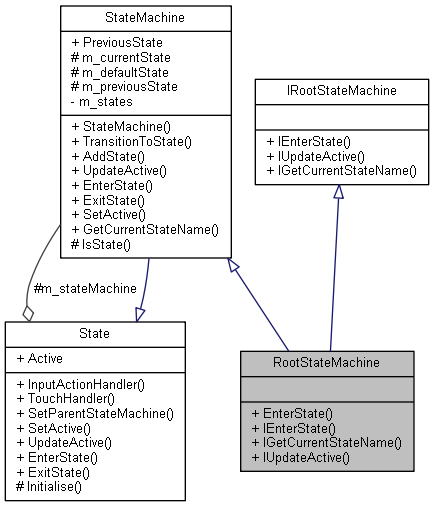 StateMachine
+ PreviousState
# m_currentState
# m_defaultState
# m_previousState
- m_states
+ StateMachine()
+ TransitionToState()
+ AddState()
+ UpdateActive()
+ EnterState()
+ ExitState()
+ SetActive()
+ GetCurrentStateName()
# IsState()
IRootStateMachine
+ IEnterState()
+ IUpdateActive()
+ IGetCurrentStateName()
#m_stateMachine
State
+ Active
+ InputActionHandler()
+ TouchHandler()
+ SetParentStateMachine()
+ SetActive()
+ UpdateActive()
+ EnterState()
+ ExitState()
# Initialise()
RootStateMachine
+ EnterState()
+ IEnterState()
+ IGetCurrentStateName()
+ IUpdateActive()